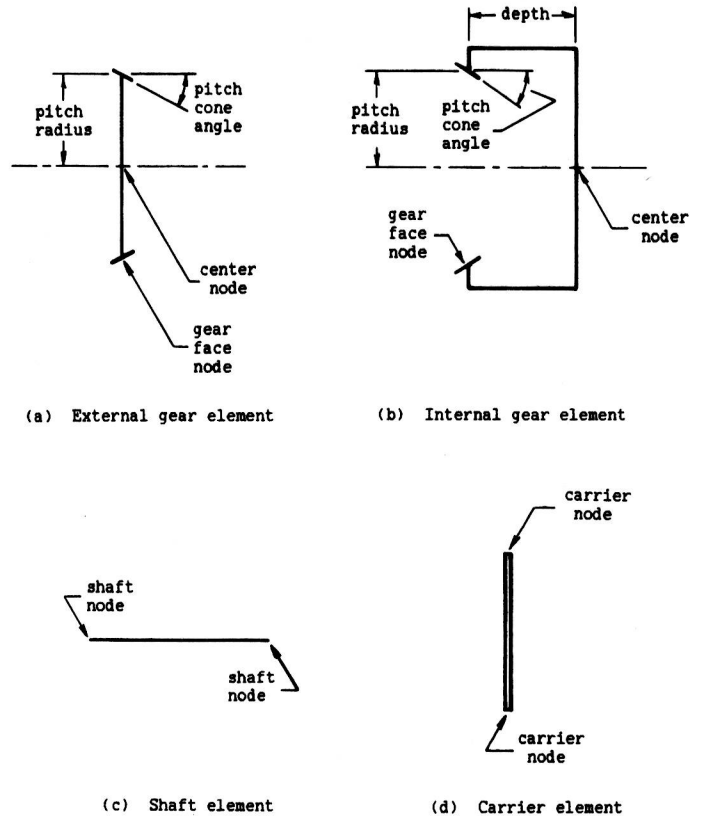 pitch
radius
pitch
cone
angle
center
node
gear
face
node
(a) External gear element
depth
pitch
radius
pitch
cone
angle
gear
face
node
center
node
(b) Internal gear element
shaft
node
shaft
node
(c) Shaft element
carrier
node
carrier
node
(d) Carrier element